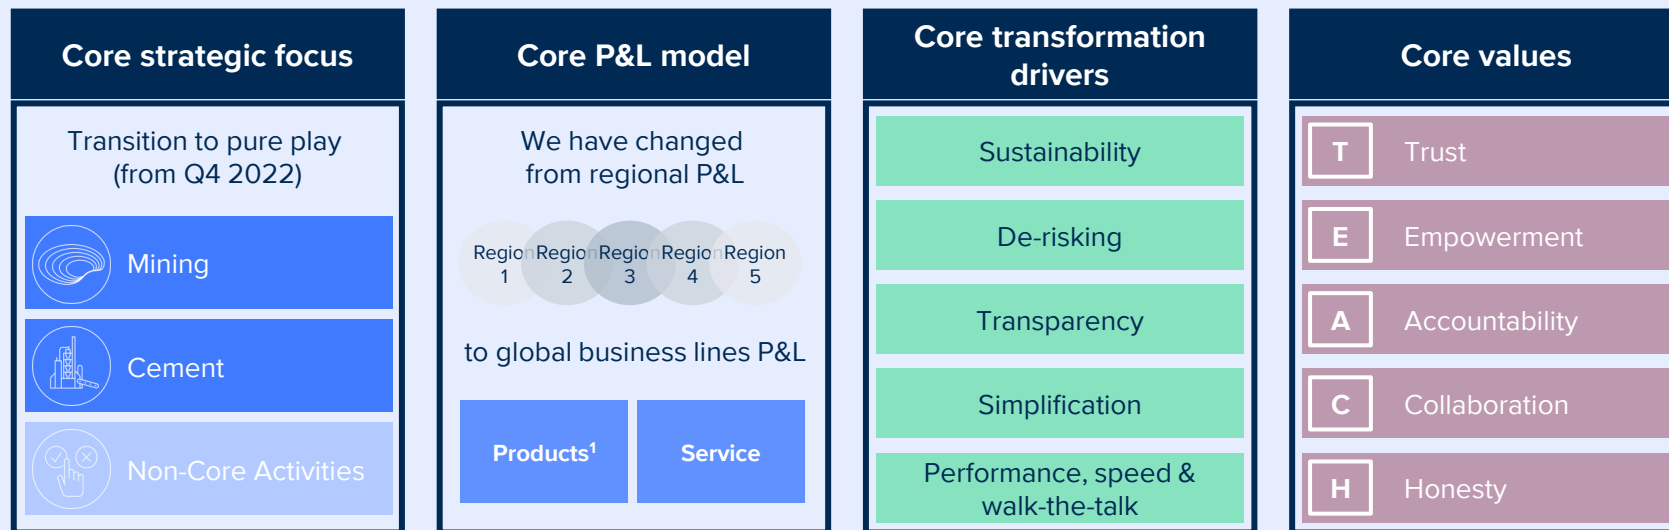 Core strategic focus
Transition to pure play
(from Q4 2022)
Mining
Cement
Non-Core Activities
Core P&L model
We have changed
from regional P&L
Region Region Region Region Region
1 2 3 4 5
to global business lines P&L
Products¹ Service
Core transformation
drivers
Sustainability
De-risking
Transparency
Simplification
Performance, speed &
walk-the-talk
Core values
T Trust
E Empowerment
A Accountability
C Collaboration
H Honesty